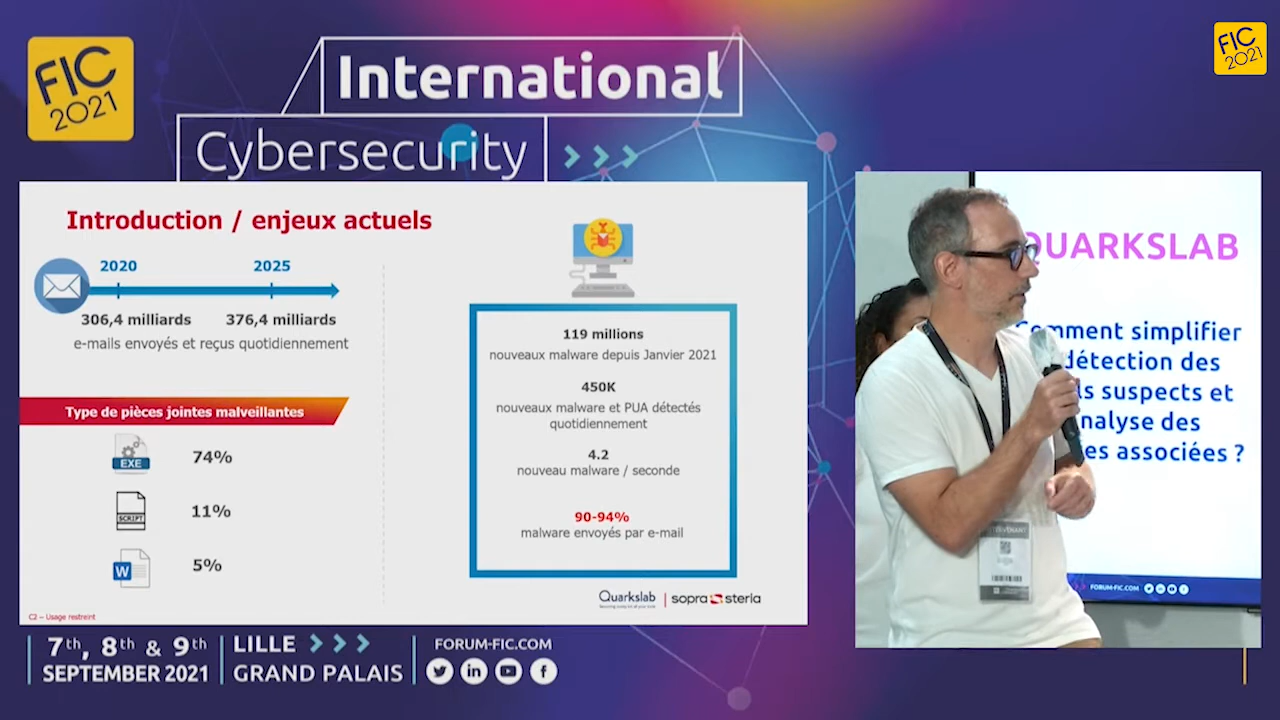 FIC
2021
FIC
2021
International
Cybersecurity
Introduction / enjeux actuels
2020
2025
306,4 milliards
376,4 milliards
e-mails envoyés et reçus quotidiennement
Type de pièces jointes malveillantes
EXE
74%
SCRIPT
11%
W
5%
119 millions
nouveaux malware depuis Janvier 2021
450K
nouveaux malware et PUA détectés
quotidiennement
4.2
nouveau malware / seconde
90-94%
malware envoyés par e-mail
Quarkslab
sopra steria
C2 – Usage restreint
QUARKSLAB
Comment simplifier
détection des
suspects et
associées ?
FORUM-FIC.COM
7th, 8th & 9th
SEPTEMBER 2021
LILLE
GRAND PALAIS
FORUM-FIC.COM